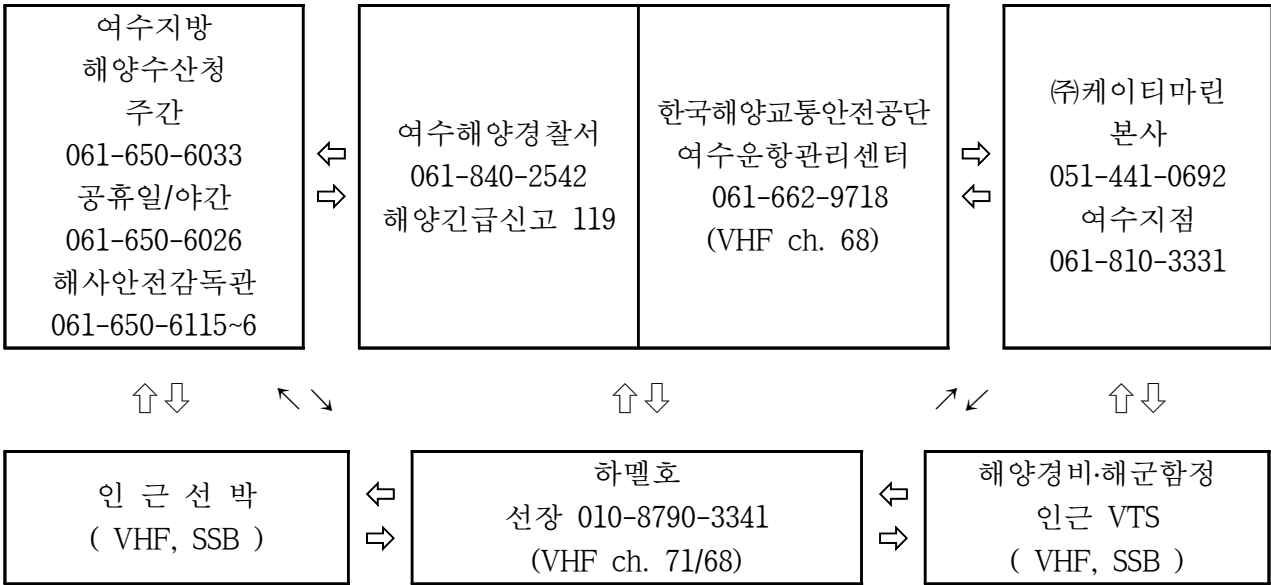 여수지방
해양수산청
주간
061-650-6033
공휴일/야간
061-650-6026
해사안전감독관
061-650-6115~6
⇦
⇨
여수해양경찰서
061-840-2542
해양긴급신고 119
한국해양교통안전공단
여수운항관리센터
061-662-9718
(VHF ch. 68)
⇨
⇦
㈜케이티마린
본사
051-441-0692
여수지점
061-810-3331
⇧⇩ ↖↘ ⇧⇩ ↗↙ ⇧⇩
인 근 선 박
( VHF, SSB )
⇦
⇨
하멜호
선장 010-8790-3341
(VHF ch. 71/68)
⇦
⇨
해양경비·해군함정
인근 VTS
( VHF, SSB )